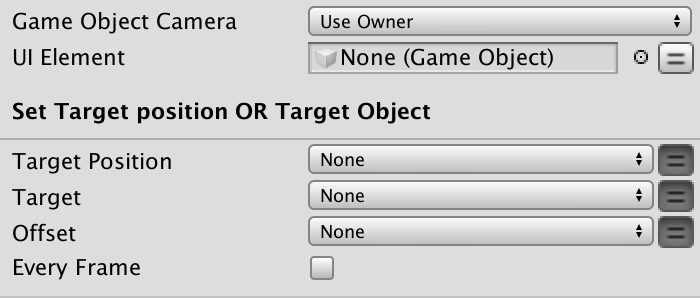 Game Object Camera Use Owner
UI Element None (Game Object)
Set Target position OR Target Object
Target Position None
Target None
Offset None
Every Frame